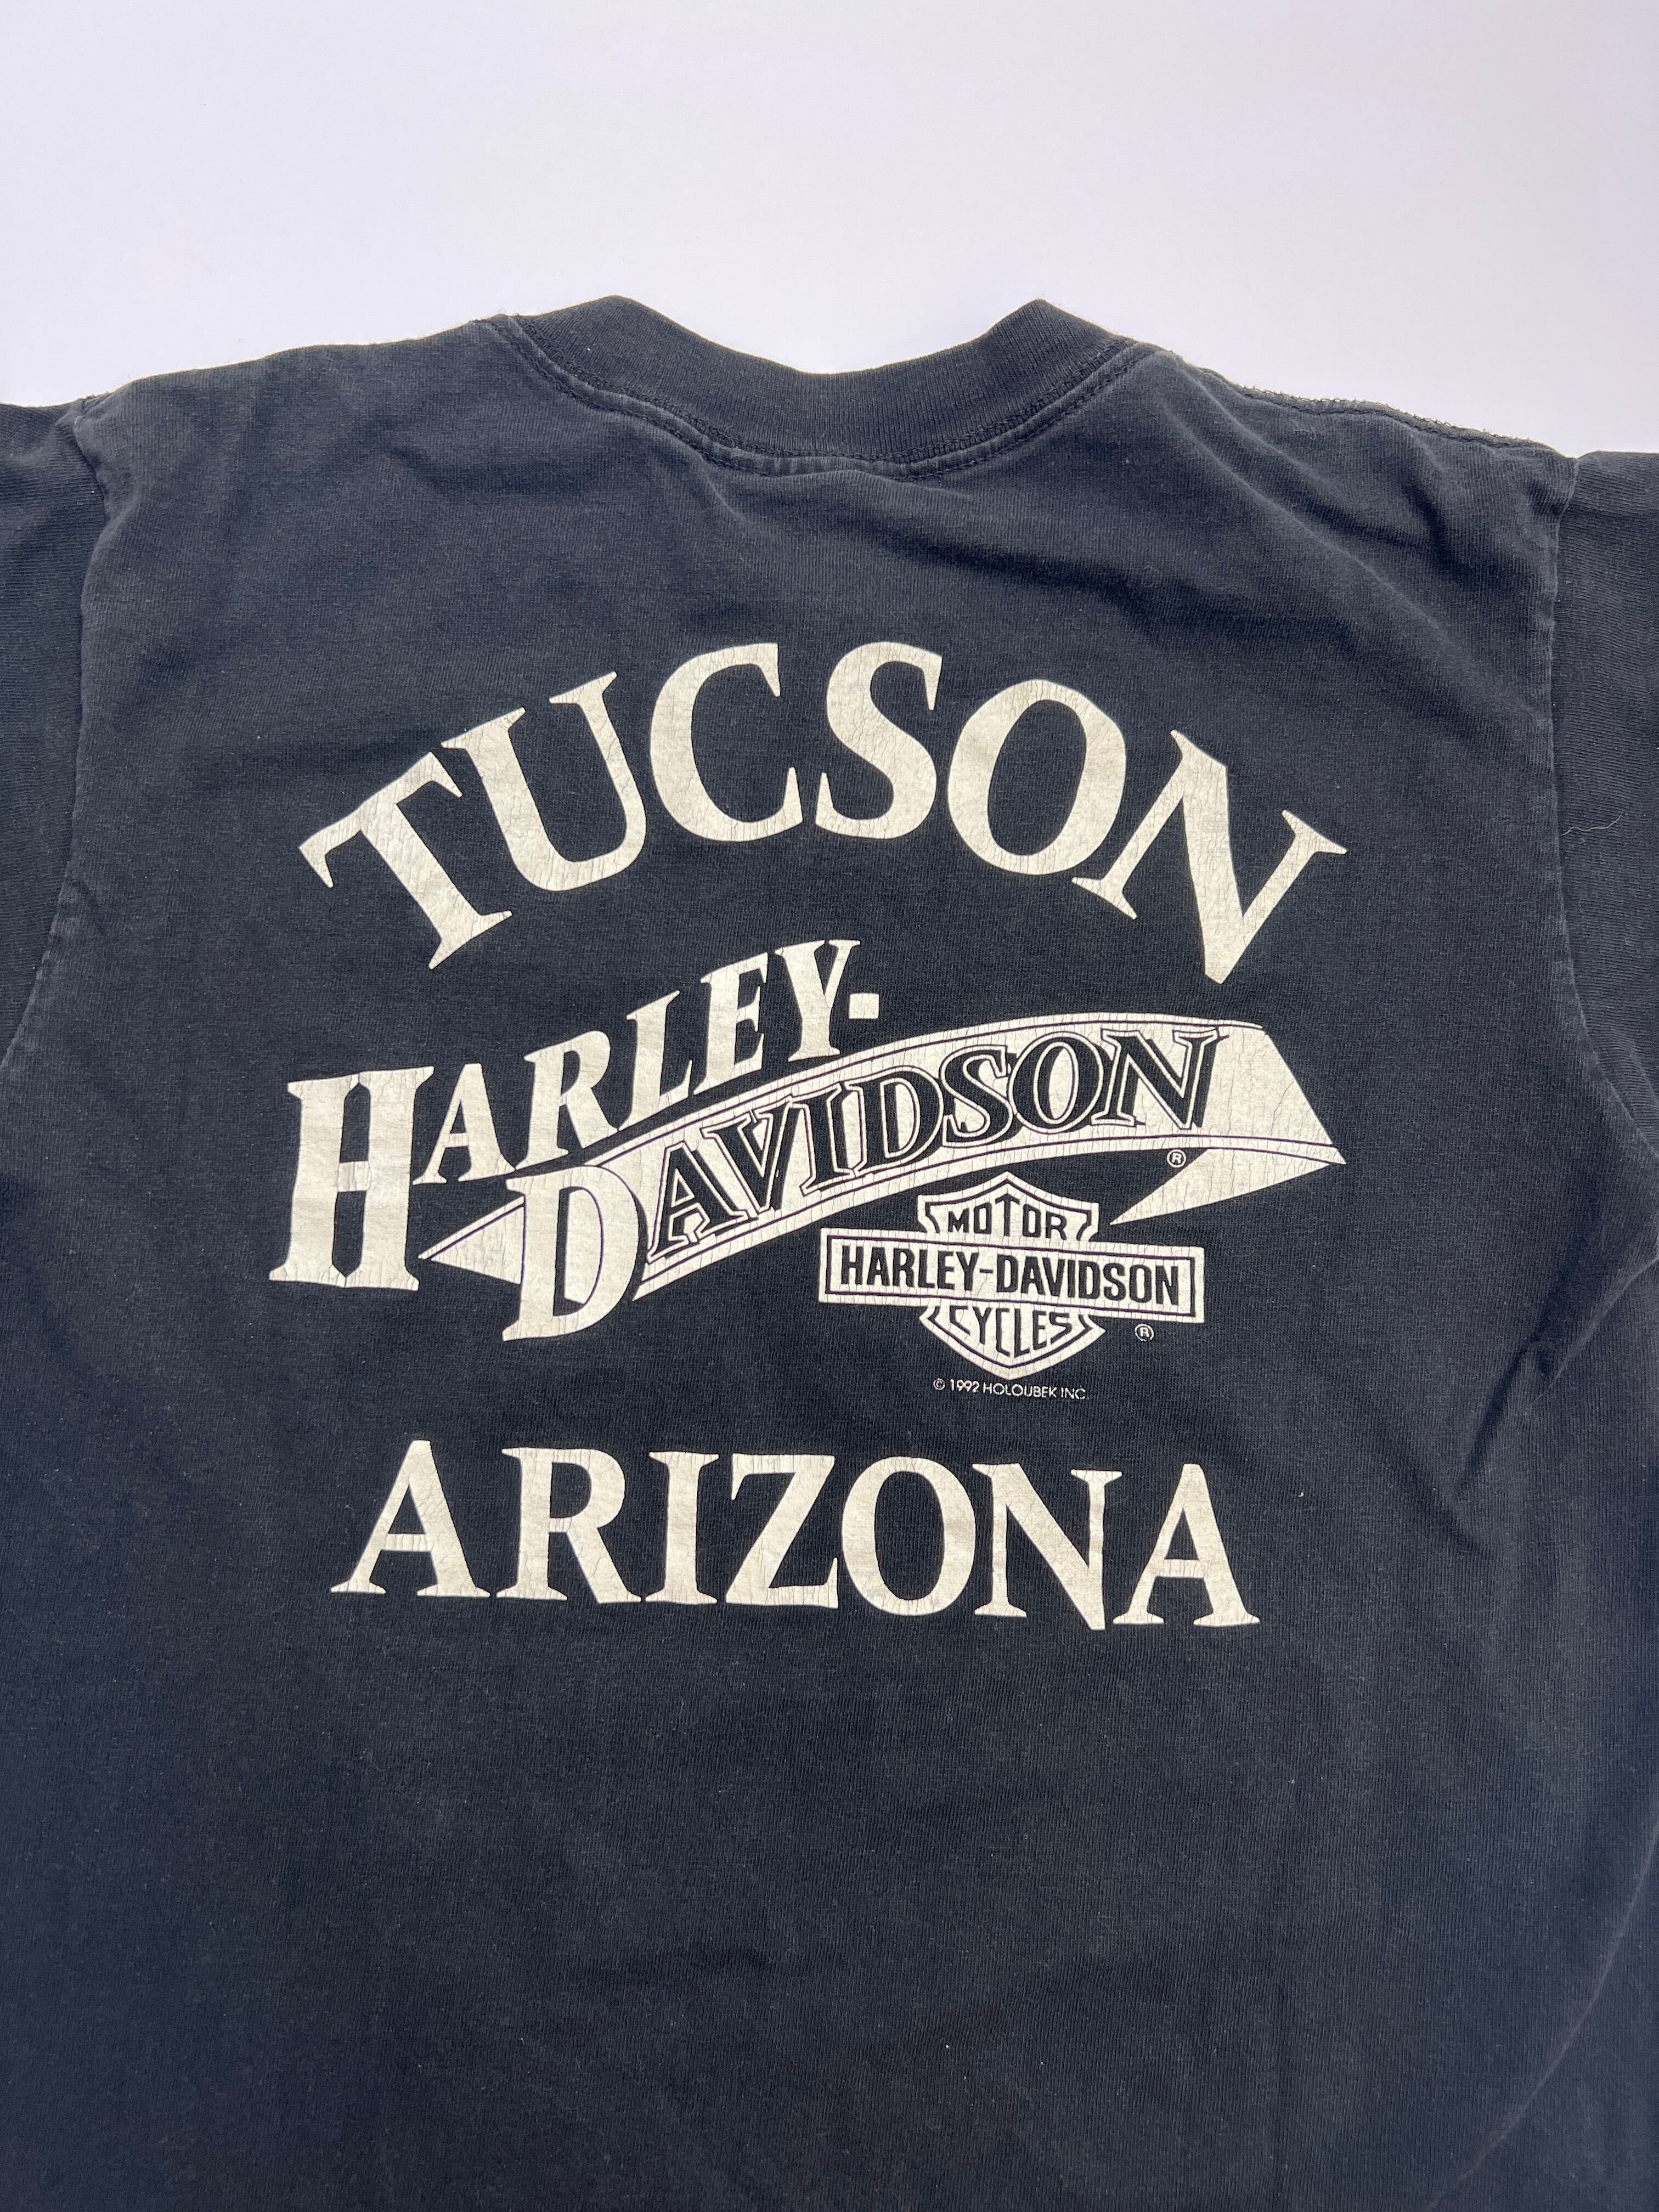 TUCSON
HARLEY-
DAVIDSON ®
MOTOR
HARLEY-DAVIDSON
CYCLES ®
© 1992 HOLOUBEK INC.
ARIZONA